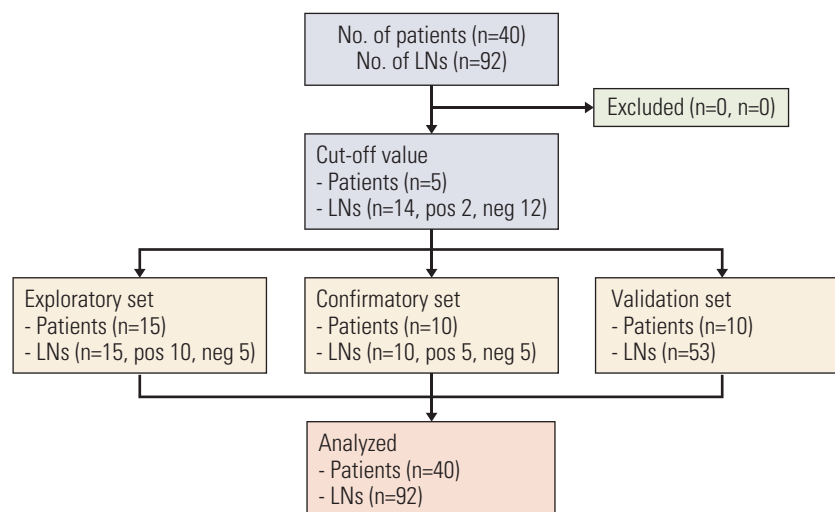 No. of patients (n=40)
No. of LNs (n=92)
Excluded (n=0, n=0)
Cut-off value
- Patients (n=5)
- LNs (n=14, pos 2, neg 12)
Exploratory set
- Patients (n=15)
- LNs (n=15, pos 10, neg 5)
Confirmatory set
- Patients (n=10)
- LNs (n=10, pos 5, neg 5)
Validation set
- Patients (n=10)
- LNs (n=53)
Analyzed
- Patients (n=40)
- LNs (n=92)